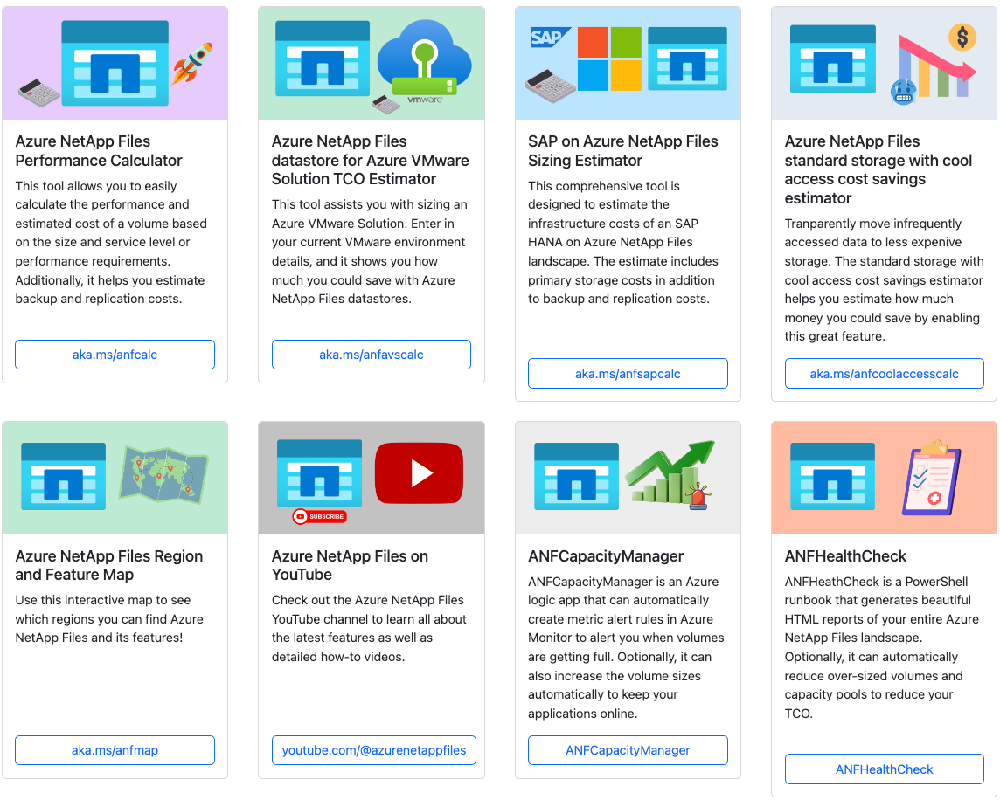 vmware
SAP
Azure NetApp Files
Performance Calculator
This tool allows you to easily
calculate the performance and
estimated cost of a volume based
on the size and service level or
performance requirements.
Additionally, it helps you estimate
backup and replication costs.
aka.ms/anfcalc
Azure NetApp Files
datastore for Azure VMware
Solution TCO Estimator
This tool assists you with sizing an
Azure VMware Solution. Enter in
your current VMware environment
details, and it shows you how
much you could save with Azure
NetApp Files datastores.
aka.ms/anfavscalc
SAP on Azure NetApp Files
Sizing Estimator
This comprehensive tool is
designed to estimate the
infrastructure costs of an SAP
HANA on Azure NetApp Files
landscape. The estimate includes
primary storage costs in addition
to backup and replication costs.
aka.ms/anfsapcalc
$
Azure NetApp Files
standard storage with cool
access cost savings
estimator
Tranparently move infrequently
accessed data to less expenive
storage. The standard storage with
cool access cost savings estimator
helps you estimate how much
money you could save by enabling
this great feature.
aka.ms/anfcoolaccesscalc
Azure NetApp Files Region
and Feature Map
Use this interactive map to see
which regions you can find Azure
NetApp Files and its features!
aka.ms/anfmap
SUBSCRIBE
Azure NetApp Files on
YouTube
Check out the Azure NetApp Files
YouTube channel to learn all about
the latest features as well as
detailed how-to videos.
youtube.com/@azurenetappfiles
ANFCapacityManager
ANFCapacityManager is an Azure
logic app that can automatically
create metric alert rules in Azure
Monitor to alert you when volumes
are getting full. Optionally, it can
also increase the volume sizes
automatically to keep your
applications online.
ANFCapacityManager
ANFHealthCheck
ANFHeathCheck is a PowerShell
runbook that generates beautiful
HTML reports of your entire Azure
NetApp Files landscape.
Optionally, it can automatically
reduce over-sized volumes and
capacity pools to reduce your
TCO.
ANFHealthCheck